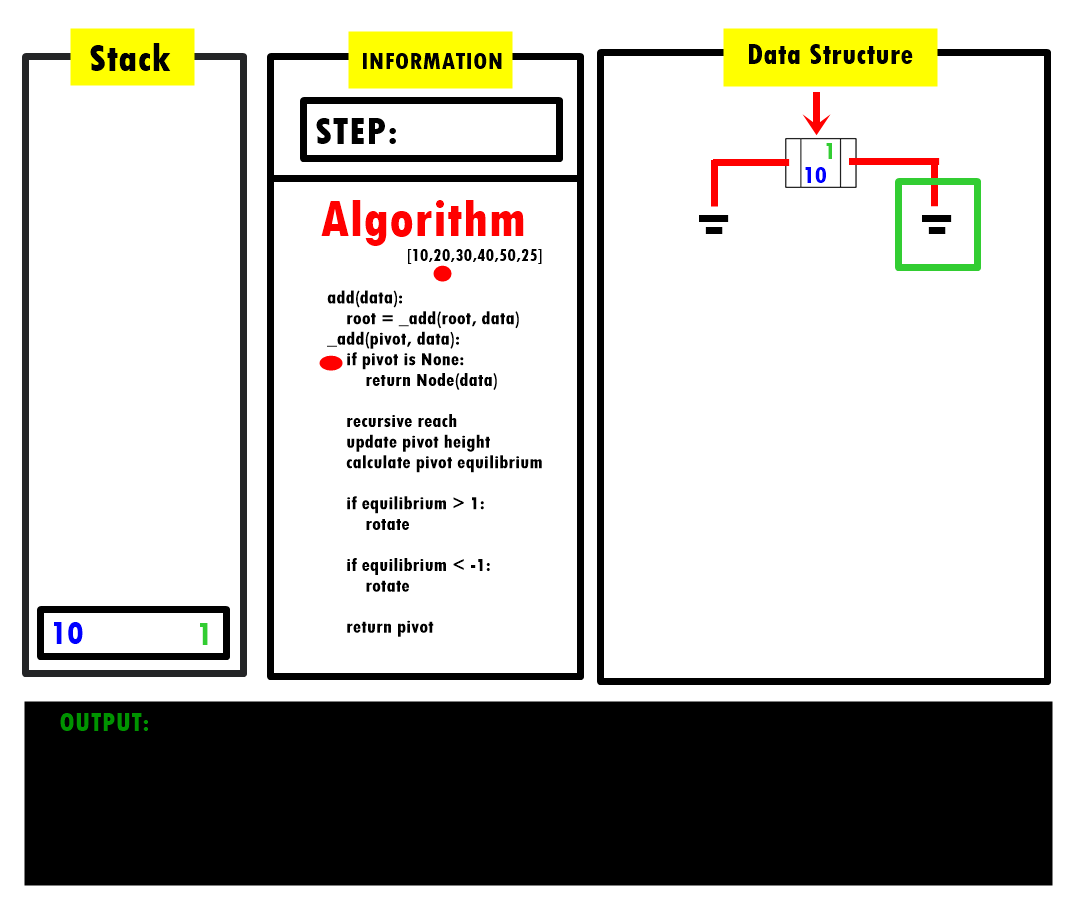 Stack
10 1
INFORMATION
STEP:
Algorithm
[10,20,30,40,50,25]
add(data):
root = _add(root, data)
_add(pivot, data):
if pivot is None:
return Node(data)
recursive reach
update pivot height
calculate pivot equilibrium
if equilibrium > 1:
rotate
if equilibrium < -1:
rotate
return pivot
Data Structure
1
10
OUTPUT: